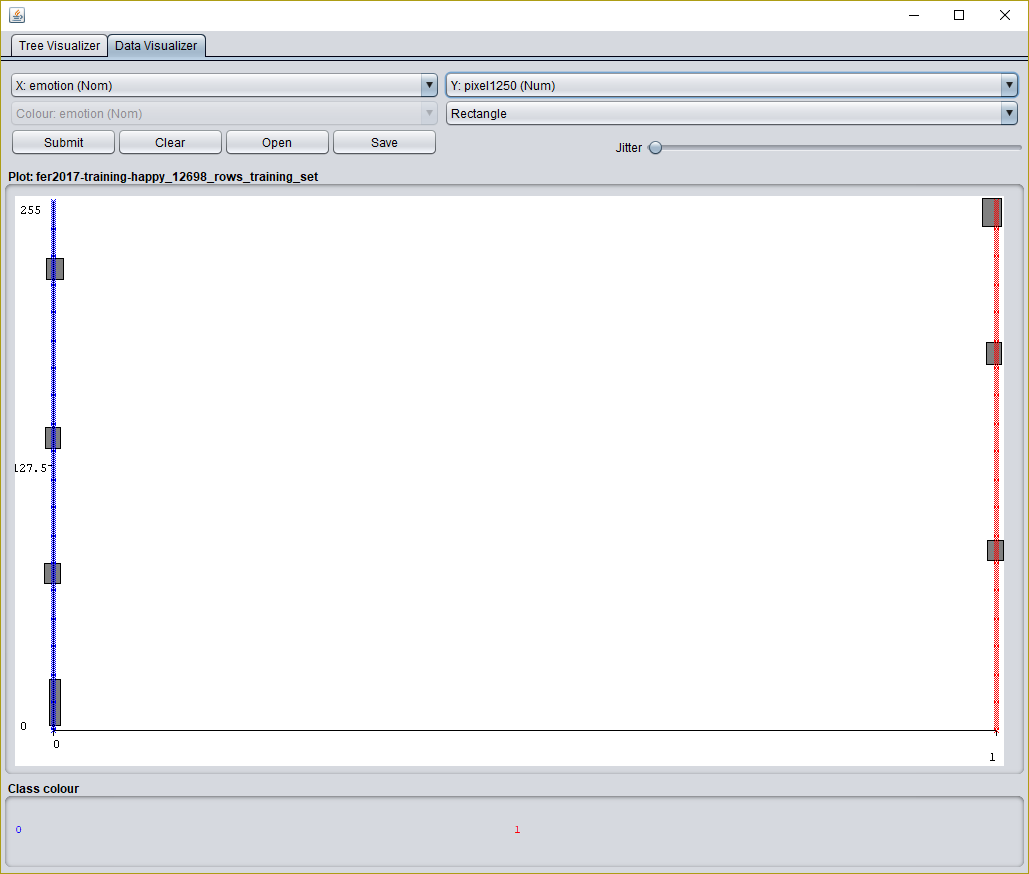 Tree Visualizer Data Visualizer
X: emotion (Nom) Y: pixel1250 (Num)
Colour: emotion (Nom) Rectangle
Submit Clear Open Save Jitter
Plot: fer2017-training-happy_12698_rows_training_set
255
127.5
0
0
1
Class colour
0 1